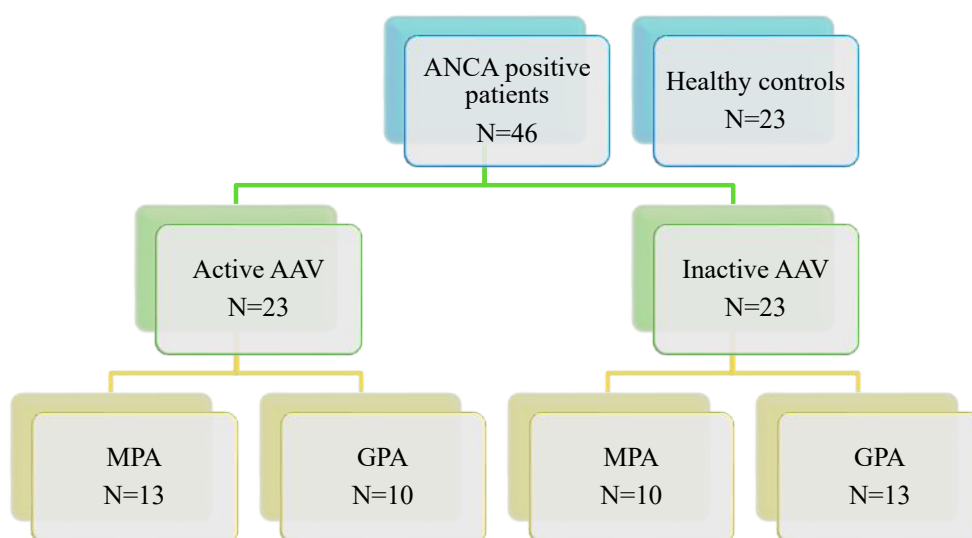 ANCA positive
patients
N=46
Healthy controls
N=23
Active AAV
N=23
Inactive AAV
N=23
MPA
N=13
GPA
N=10
MPA
N=10
GPA
N=13